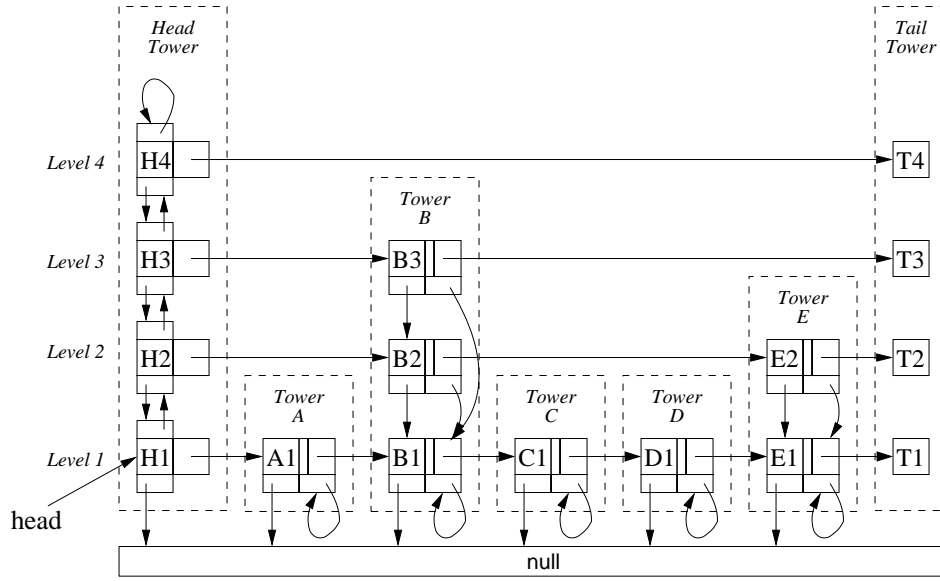 Head
Tower
Tail
Tower
Level 4
H4
T4
Tower
B
Level 3
H3
B3
T3
Tower
E
Level 2
H2
B2
E2
T2
Tower
A
Tower
C
Tower
D
Level 1
H1
A1
B1
C1
D1
E1
T1
head
null